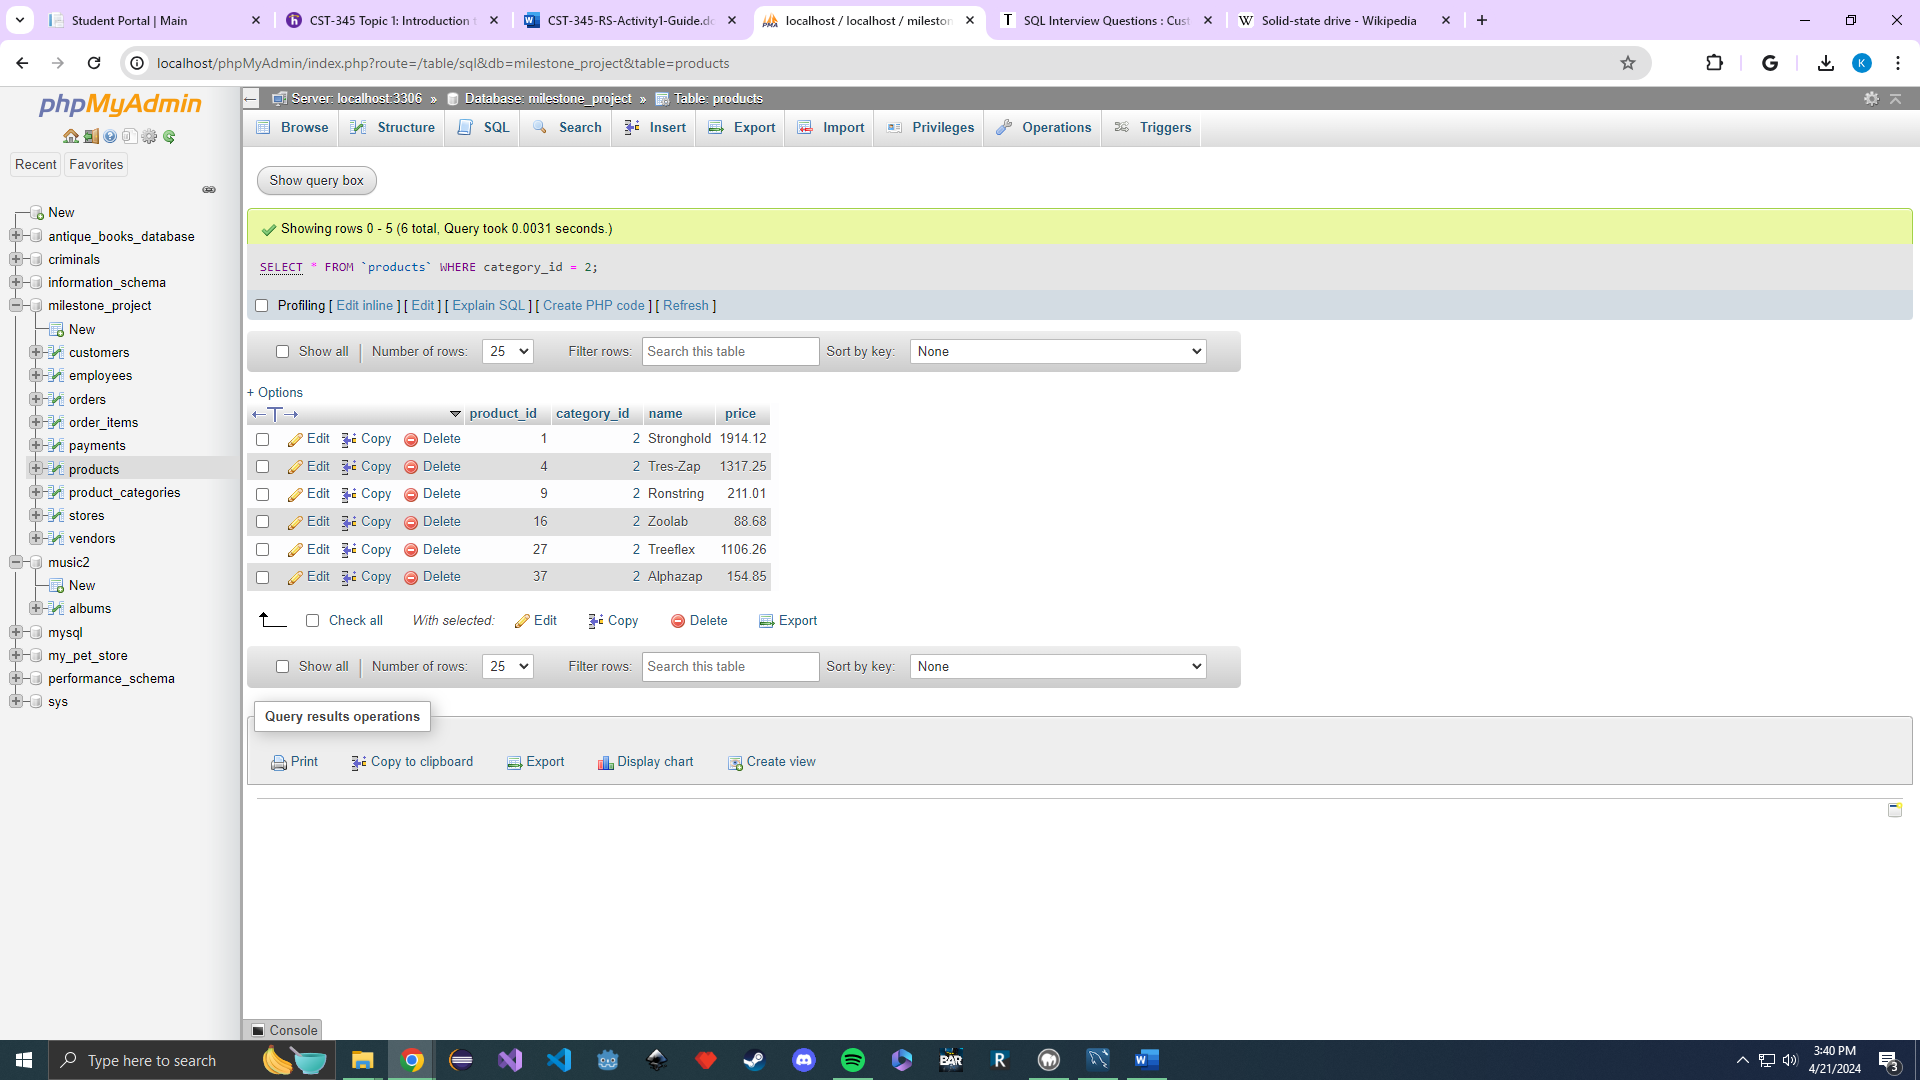 Student Portal | Main
CST-345 Topic 1: Introduction t
CST-345-RS-Activity1-Guide.do
localhost / localhost / mileston
SQL Interview Questions : Cust
Solid-state drive - Wikipedia
localhost/phpMyAdmin/index.php?route=/table/sql&db=milestone_project&table=products
K
phpMyAdmin
Recent Favorites
New
antique_books_database
criminals
information_schema
milestone_project
New
customers
employees
orders
order_items
payments
products
product_categories
stores
vendors
music2
New
albums
mysql
my_pet_store
performance_schema
sys
Server: localhost:3306 » Database: milestone_project » Table: products
Browse Structure SQL Search Insert Export Import Privileges Operations Triggers
Show query box
Showing rows 0 - 5 (6 total, Query took 0.0031 seconds.)
SELECT * FROM `products` WHERE category_id = 2;
Profiling [ Edit inline ] [ Edit ] [ Explain SQL ] [ Create PHP code ] [ Refresh ]
Show all Number of rows: 25 Filter rows: Search this table Sort by key: None
+ Options
product_id category_id name price
Edit Copy Delete 1 2 Stronghold 1914.12
Edit Copy Delete 4 2 Tres-Zap 1317.25
Edit Copy Delete 9 2 Ronstring 211.01
Edit Copy Delete 16 2 Zoolab 88.68
Edit Copy Delete 27 2 Treeflex 1106.26
Edit Copy Delete 37 2 Alphazap 154.85
Check all With selected: Edit Copy Delete Export
Show all Number of rows: 25 Filter rows: Search this table Sort by key: None
Query results operations
Print Copy to clipboard Export Display chart Create view
Console
Type here to search
BAR
R
3:40 PM
4/21/2024
3